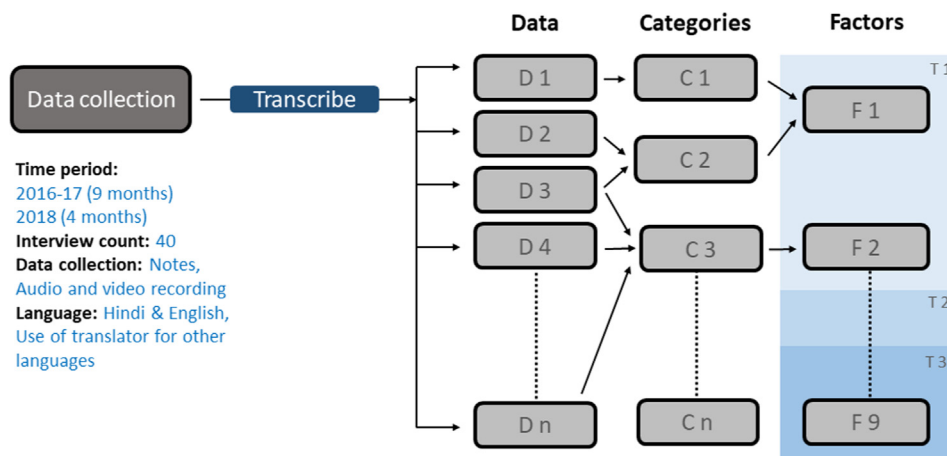 Data Categories Factors
Data collection
Transcribe
Time period:
2016-17 (9 months)
2018 (4 months)
Interview count: 40
Data collection: Notes,
Audio and video recording
Language: Hindi & English,
Use of translator for other
languages
D 1
D 2
D 3
D 4
D n
C 1
C 2
C 3
C n
T 1
F 1
F 2
T 2
T 3
F 9